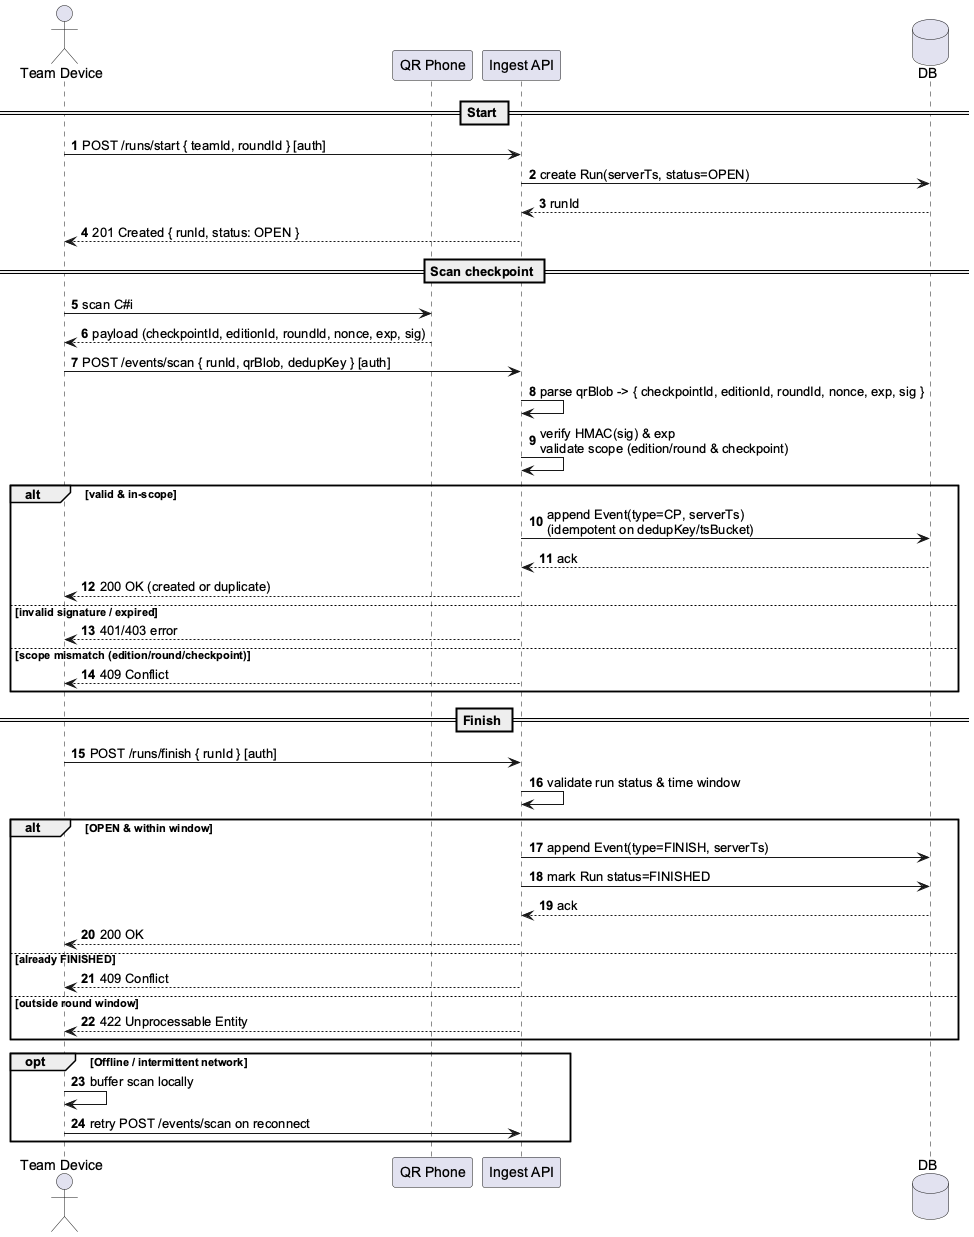 Team Device
QR Phone
Ingest API
DB
Start
1 POST /runs/start { teamId, roundId } [auth]
2 create Run(serverTs, status=OPEN)
3 runId
4 201 Created { runId, status: OPEN }
Scan checkpoint
5 scan C#i
6 payload (checkpointId, editionId, roundId, nonce, exp, sig)
7 POST /events/scan { runId, qrBlob, dedupKey } [auth]
8 parse qrBlob -> { checkpointId, editionId, roundId, nonce, exp, sig }
9 verify HMAC(sig) & exp
validate scope (edition/round & checkpoint)
alt [valid & in-scope]
10 append Event(type=CP, serverTs)
(idempotent on dedupKey/tsBucket)
11 ack
12 200 OK (created or duplicate)
[invalid signature / expired]
13 401/403 error
[scope mismatch (edition/round/checkpoint)]
14 409 Conflict
Finish
15 POST /runs/finish { runId } [auth]
16 validate run status & time window
alt [OPEN & within window]
17 append Event(type=FINISH, serverTs)
18 mark Run status=FINISHED
19 ack
20 200 OK
[already FINISHED]
21 409 Conflict
[outside round window]
22 422 Unprocessable Entity
opt [Offline / intermittent network]
23 buffer scan locally
24 retry POST /events/scan on reconnect
Team Device
QR Phone
Ingest API
DB